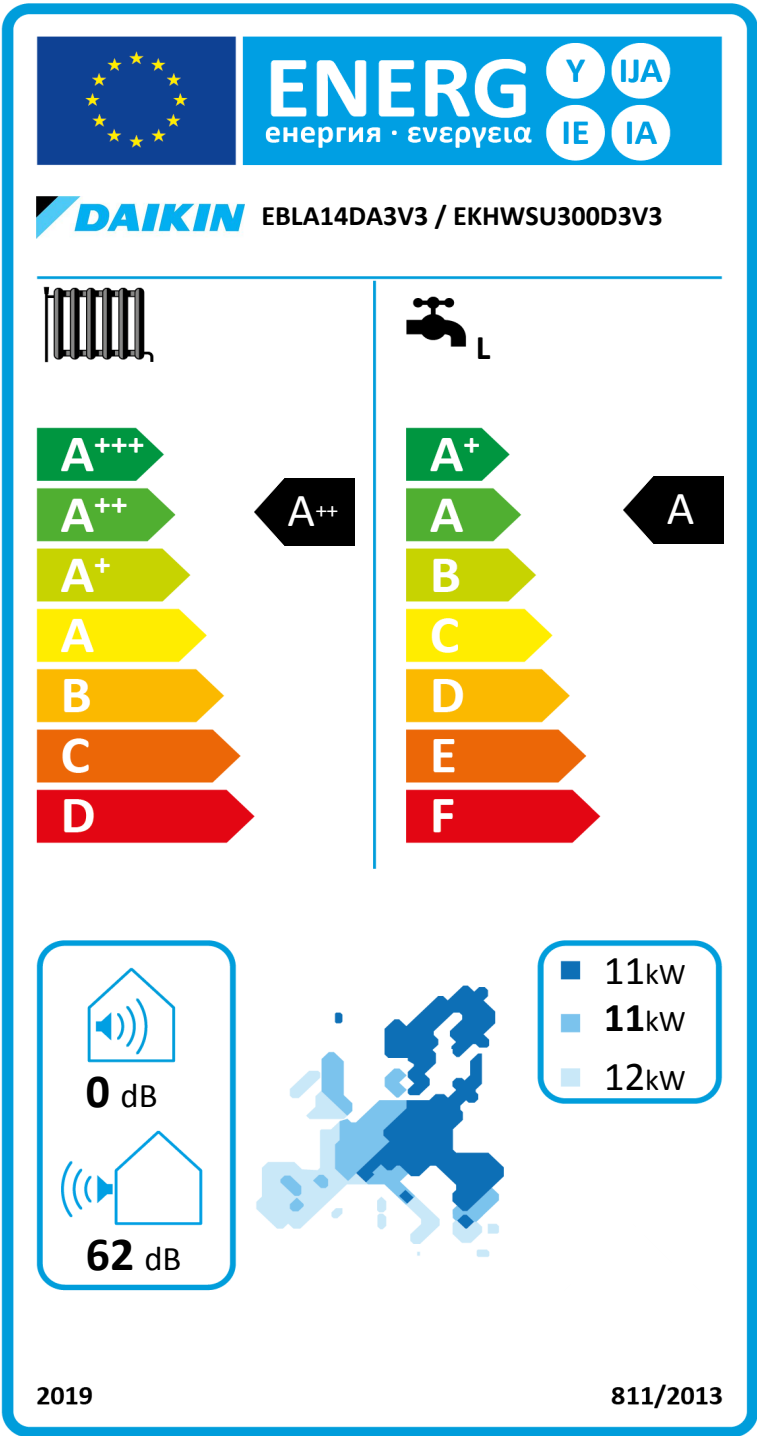 ENERG Y IJA
енергия · ενεργεια IE IA
DAIKIN EBLA14DA3V3 / EKHWSU300D3V3
L
A+++
A++
A+
A
B
C
D
A++
A+
A
B
C
D
E
F
A
0 dB
62 dB
11kW
11kW
12kW
2019
811/2013